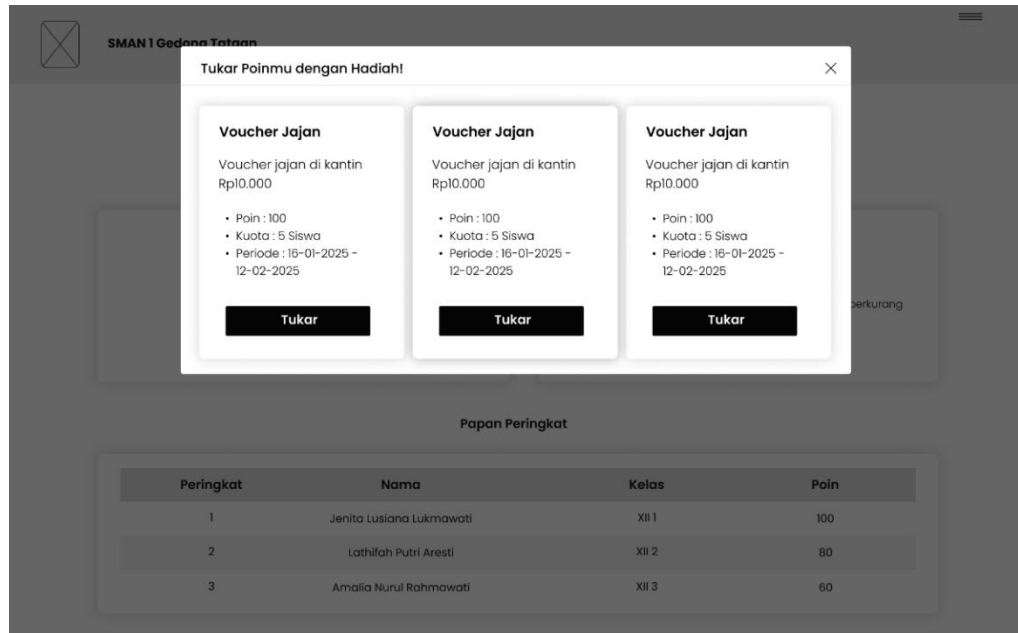 SMAN 1 Gedong Tataan
Tukar Poinmu dengan Hadiah!
Voucher Jajan
Voucher jajan di kantin
Rp10.000
• Poin : 100
• Kuota : 5 Siswa
• Periode : 16-01-2025 -
12-02-2025
Tukar
Voucher Jajan
Voucher jajan di kantin
Rp10.000
• Poin : 100
• Kuota : 5 Siswa
• Periode : 16-01-2025 -
12-02-2025
Tukar
Voucher Jajan
Voucher jajan di kantin
Rp10.000
• Poin : 100
• Kuota : 5 Siswa
• Periode : 16-01-2025 -
12-02-2025
Tukar
berkurang
Papan Peringkat
Peringkat Nama Kelas Poin
1 Jenita Lusiana Lukmawati XII 1 100
2 Lathifah Putri Aresti XII 2 80
3 Amalia Nurul Rahmawati XII 3 60